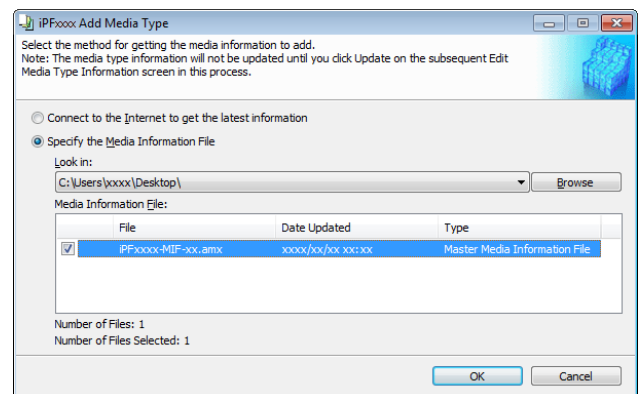 iPFxxxx Add Media Type
Select the method for getting the media information to add.
Note: The media type information will not be updated until you click Update on the subsequent Edit
Media Type Information screen in this process.
Connect to the Internet to get the latest information
Specify the Media Information File
Look in:
C:\Users\xxxx\Desktop\
Browse
Media Information File:
File Date Updated Type
iPFxxxx-MIF-xx.amx xxxx/xx/xx xx:xx Master Media Information File
Number of Files: 1
Number of Files Selected: 1
OK Cancel